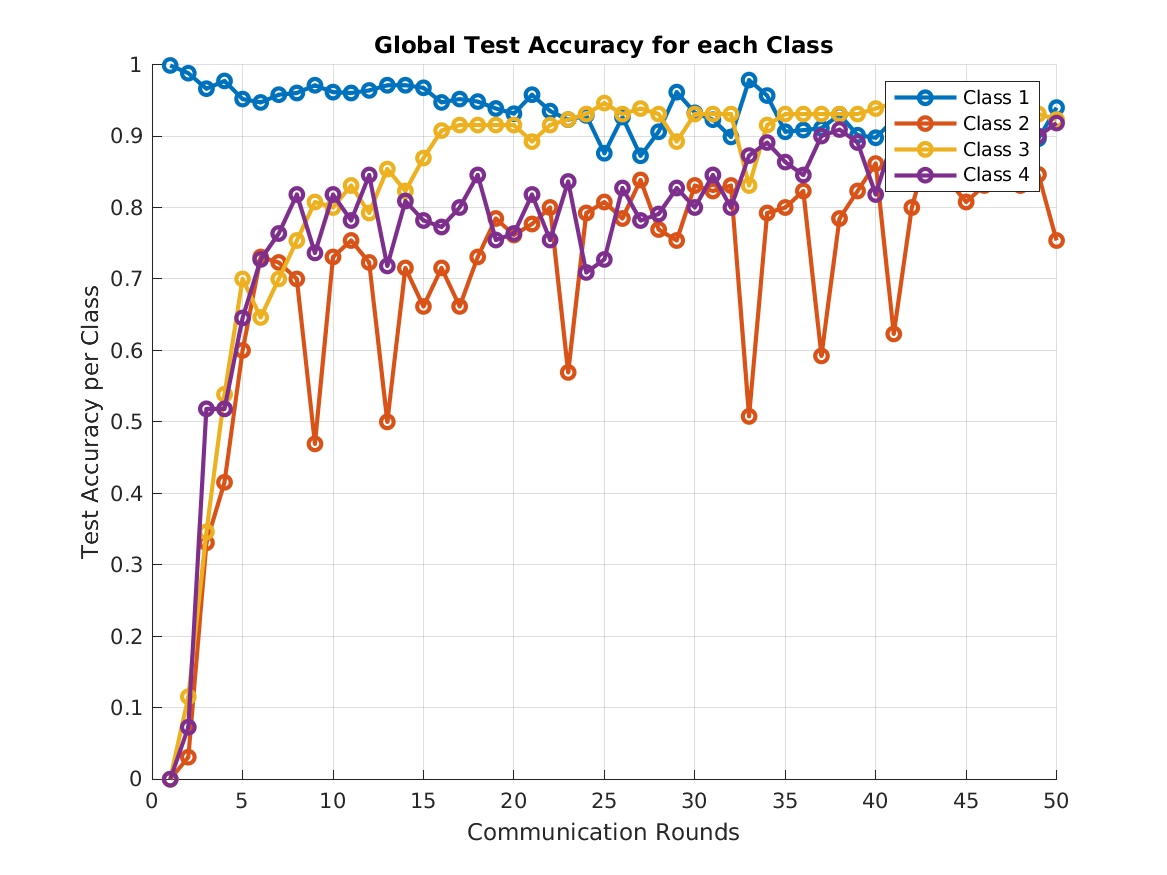 Global Test Accuracy for each Class
1
0.9
0.8
0.7
0.6
0.5
0.4
0.3
0.2
0.1
0
Test Accuracy per Class
Class 1
Class 2
Class 3
Class 4
0 5 10 15 20 25 30 35 40 45 50
Communication Rounds